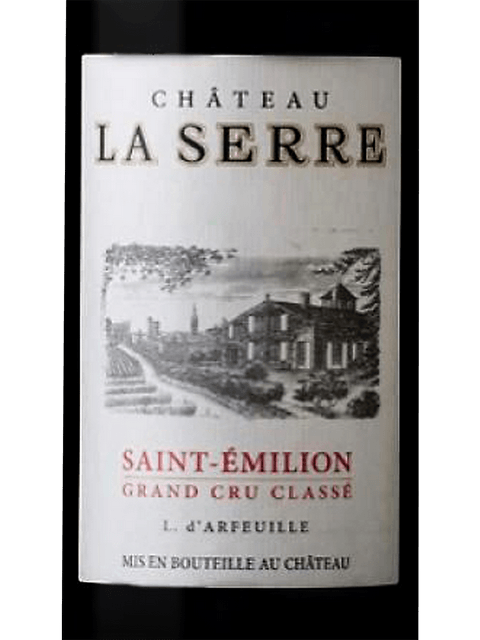 CHÂTEAU
LA SERRE
SAINT-ÉMILION
GRAND CRU CLASSÉ
L. d'ARFEUILLE
MIS EN BOUTEILLE AU CHÂTEAU